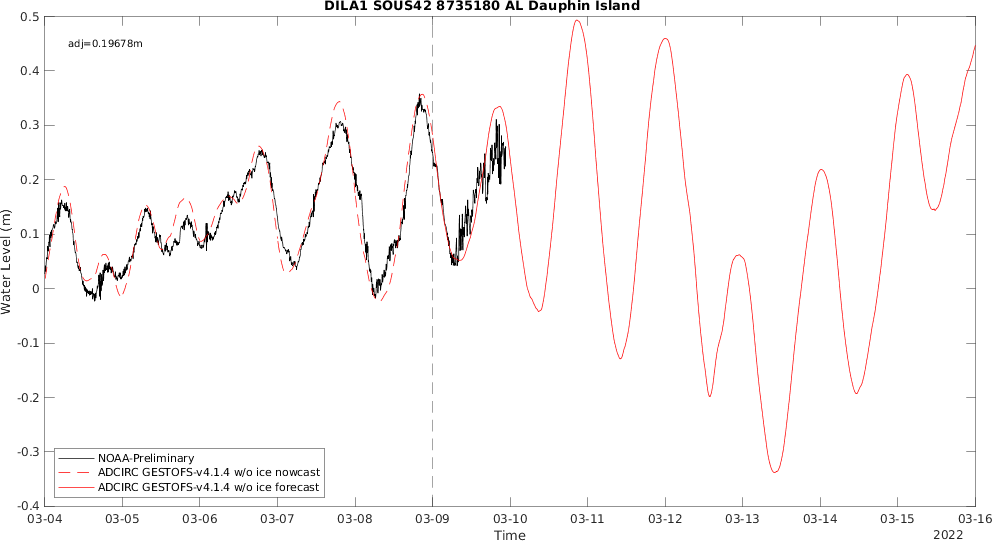 DILA1 SOUS42 8735180 AL Dauphin Island
adj=0.19678m
0.5
0.4
0.3
0.2
0.1
0
-0.1
-0.2
-0.3
-0.4
Water Level (m)
NOAA-Preliminary
ADCIRC GESTOFS-v4.1.4 w/o ice nowcast
ADCIRC GESTOFS-v4.1.4 w/o ice forecast
03-04 03-05 03-06 03-07 03-08 03-09 03-10 03-11 03-12 03-13 03-14 03-15 03-16
Time
2022